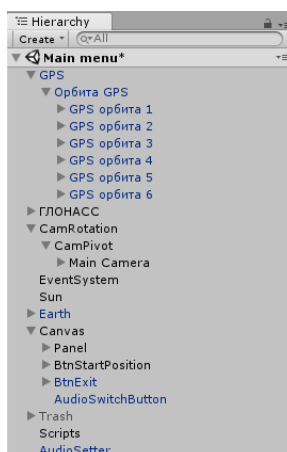 Hierarchy
Create All
Main menu*
GPS
Орбита GPS
GPS орбита 1
GPS орбита 2
GPS орбита 3
GPS орбита 4
GPS орбита 5
GPS орбита 6
ГЛОНАСС
CamRotation
CamPivot
Main Camera
EventSystem
Sun
Earth
Canvas
Panel
BtnStartPosition
BtnExit
AudioSwitchButton
Trash
Scripts
AudioSetter